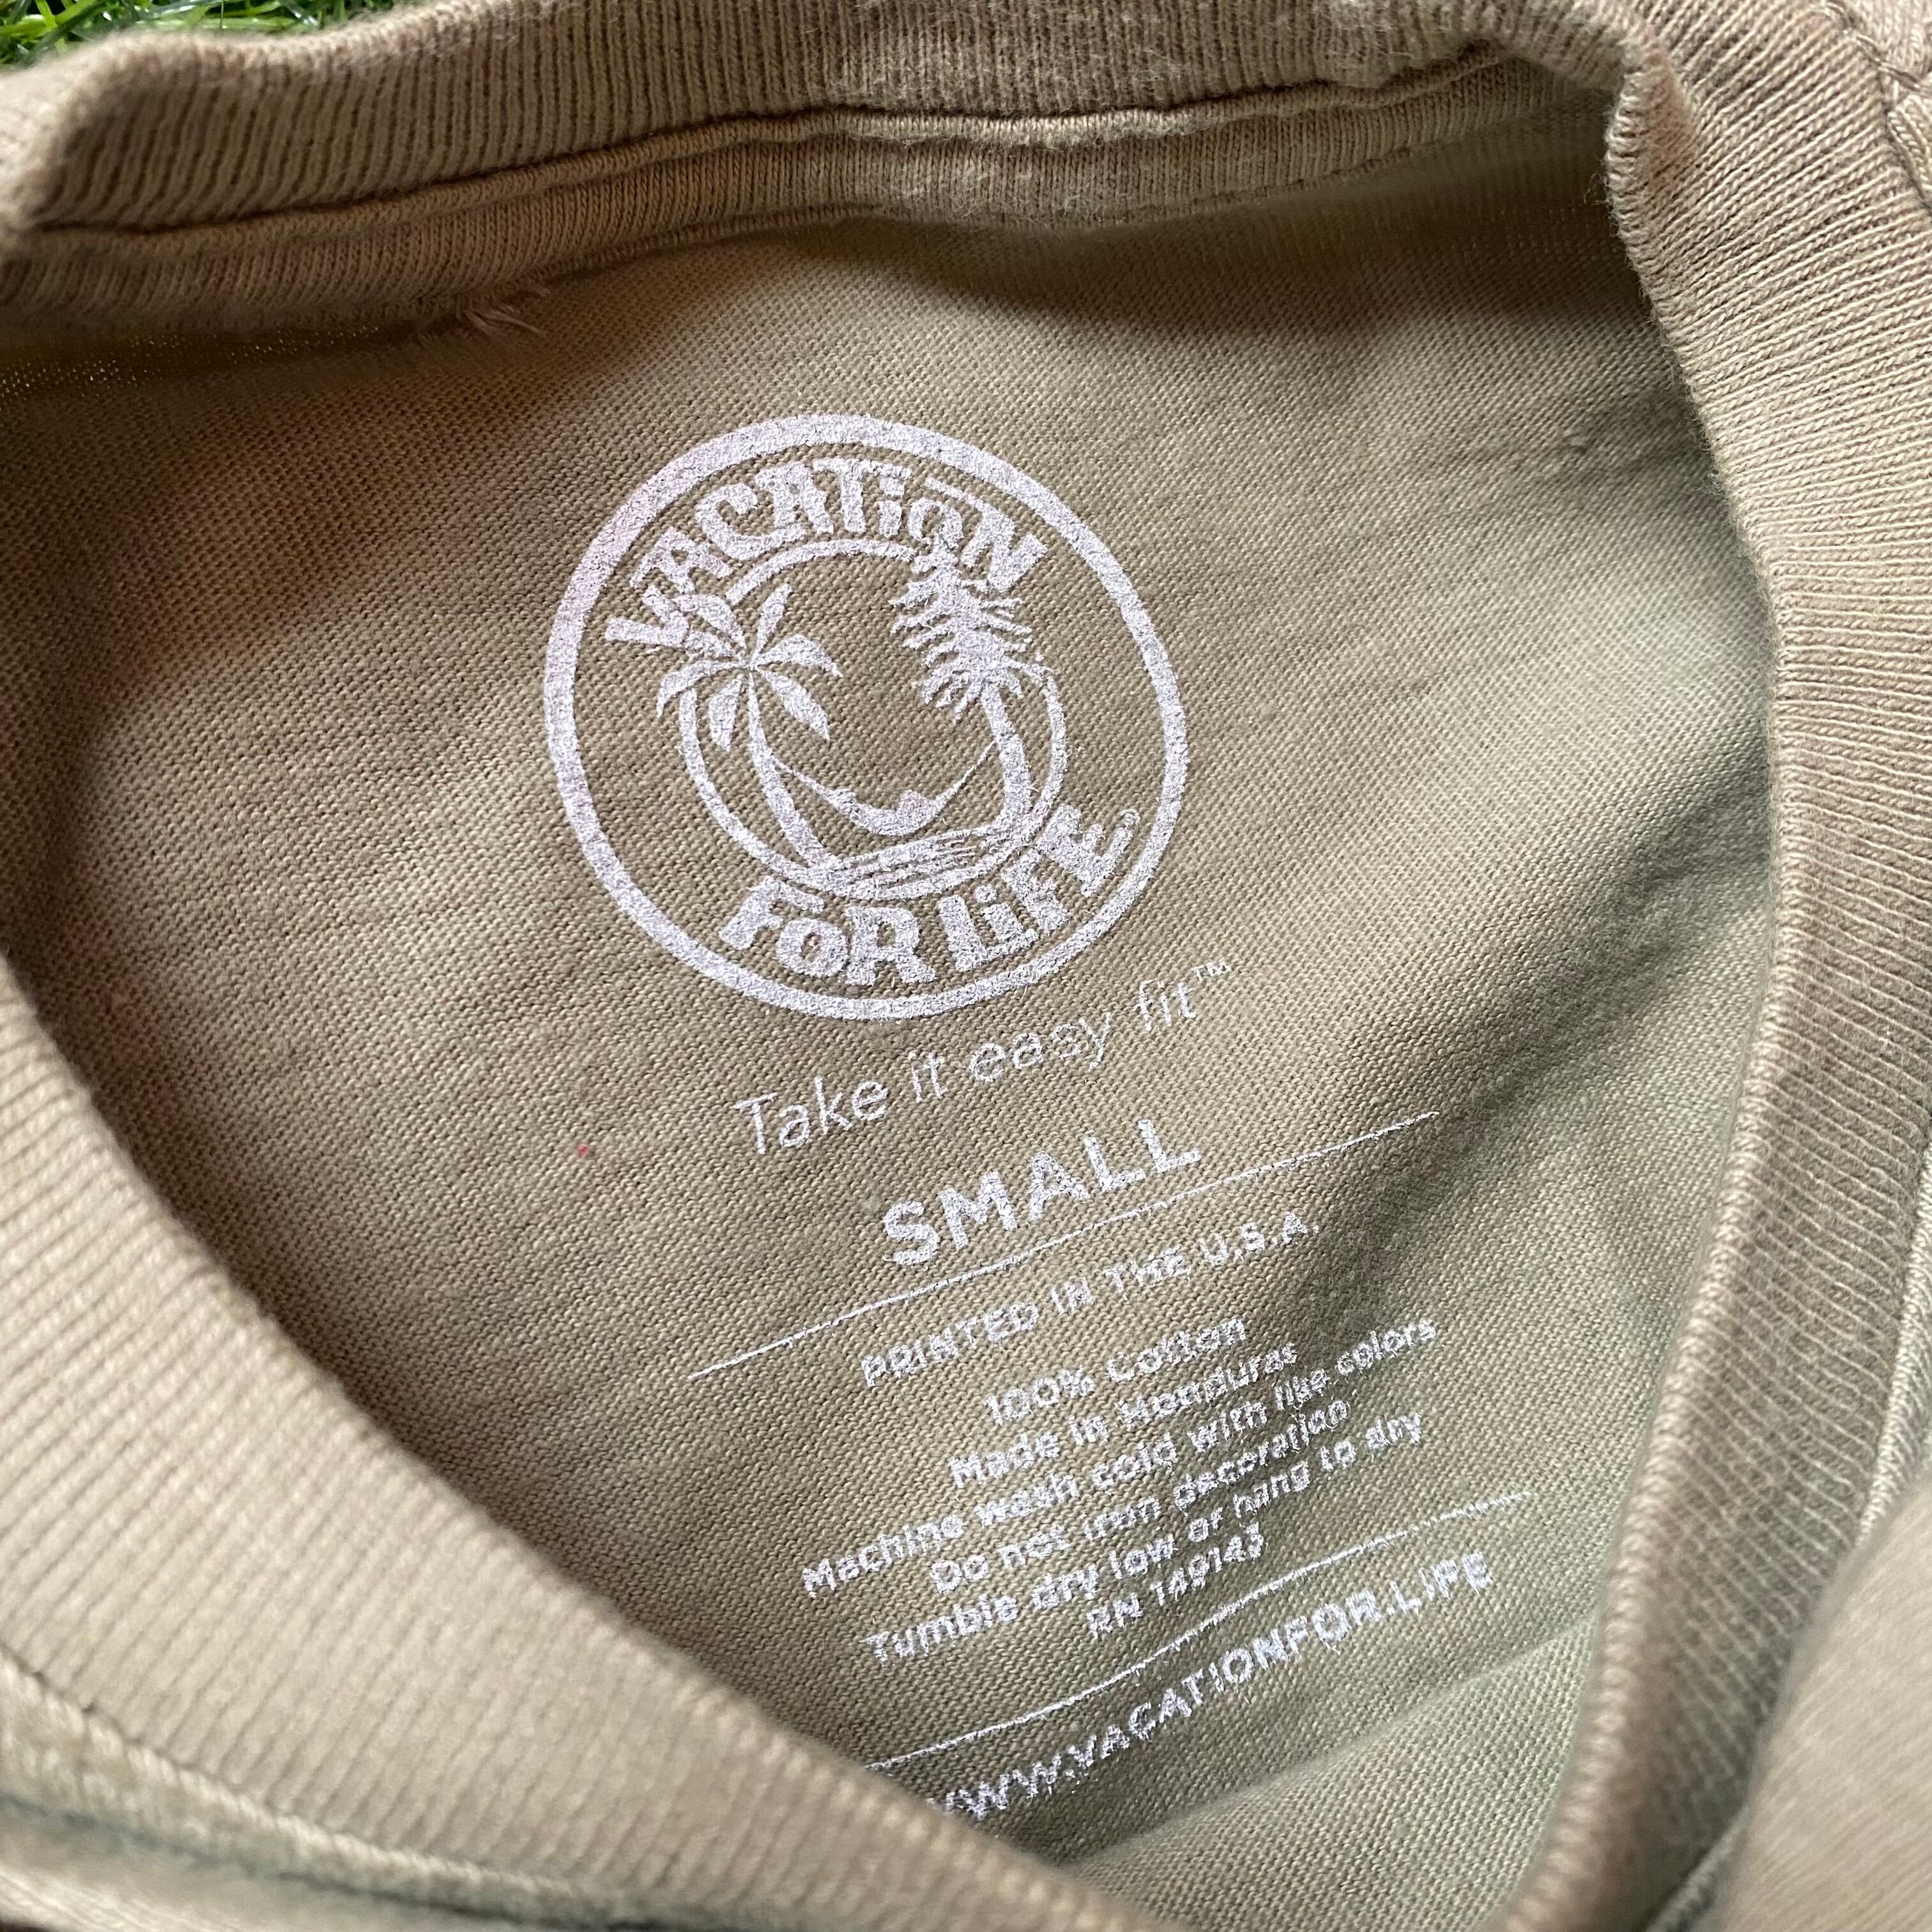 VACATiON
FOR LiFE®
Take it easy fit™
SMALL
PRINTED IN THE U.S.A.
100% Cotton
Made in Honduras
Machine wash cold with like colors
Do not iron decoration
Tumble dry low or hang to dry
RN 149143
WWW.VACATIONFOR.LIFE